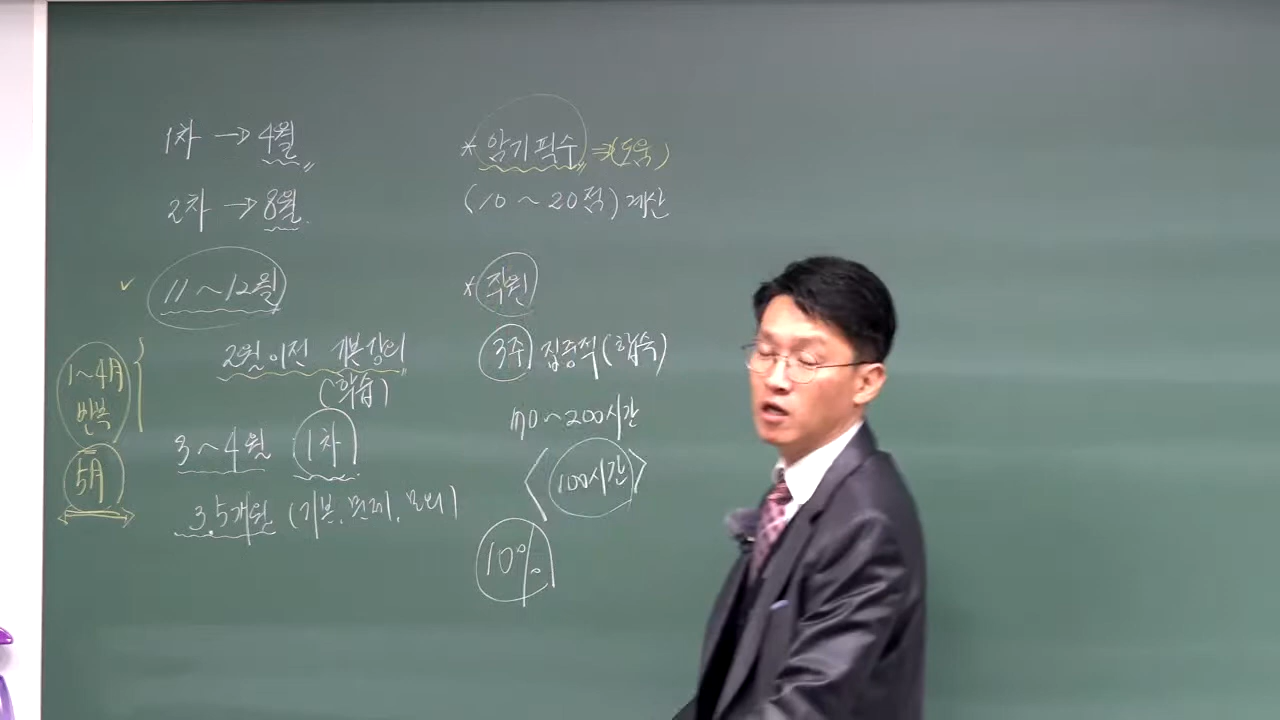 1차 → 4월
2차 → 8월
✓ 11 ~ 12월
2월 이전 기본강의
(학습)
1~4月
반복
3 ~ 4월 1차
5月
3.5개월 (기본, 문제, 모의)
* 암기필수 ⇒ (도움)
(10 ~ 20점) 계산
* 직원
3주 집중적 (합숙)
~ 200시간
<100시간>
10%